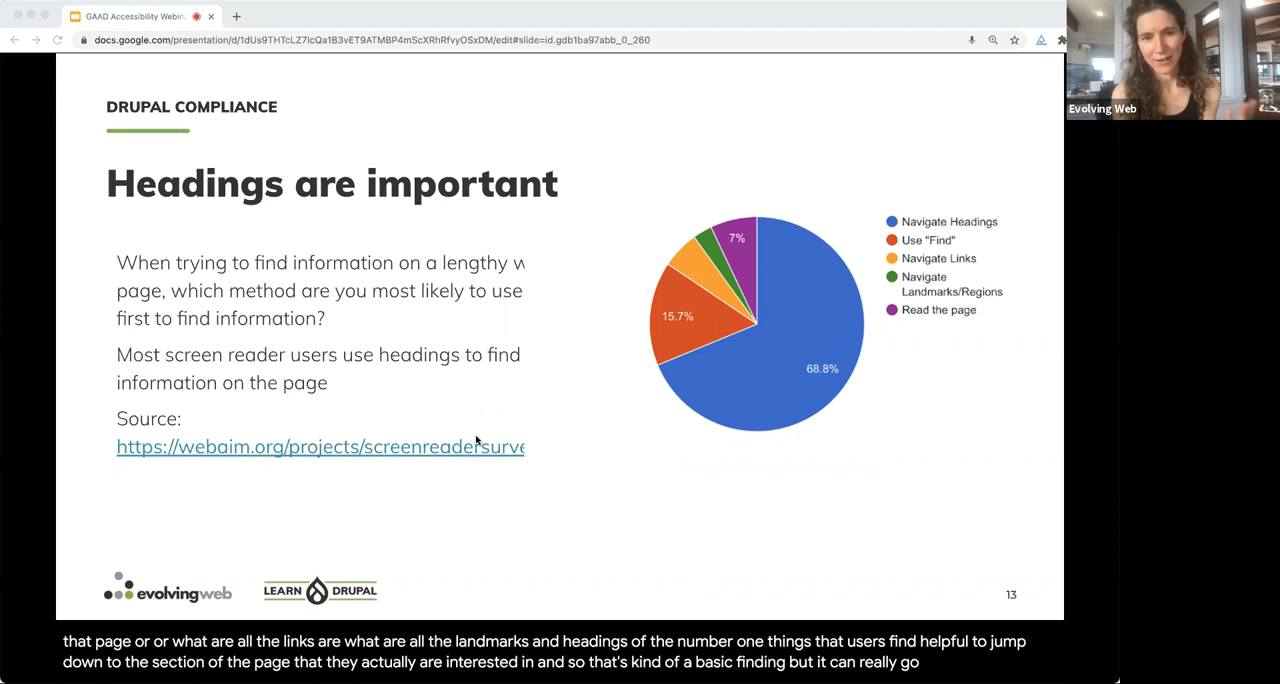 GAAD Accessibility Webin
docs.google.com/presentation/d/1dUs9THTcLZ7lcQa1B3vET9ATMBP4mScXRhRfvyOSxDM/edit#slide=id.gdb1ba97abb_0_260
Evolving Web
DRUPAL COMPLIANCE
Headings are important
When trying to find information on a lengthy w
page, which method are you most likely to use
first to find information?
Most screen reader users use headings to find
information on the page
Source:
https://webaim.org/projects/screenreadersurve
7%
15.7%
68.8%
Navigate Headings
Use "Find"
Navigate Links
Navigate
Landmarks/Regions
Read the page
evolvingweb
LEARN DRUPAL
13
that page or or what are all the links are what are all the landmarks and headings of the number one things that users find helpful to jump
down to the section of the page that they actually are interested in and so that's kind of a basic finding but it can really go